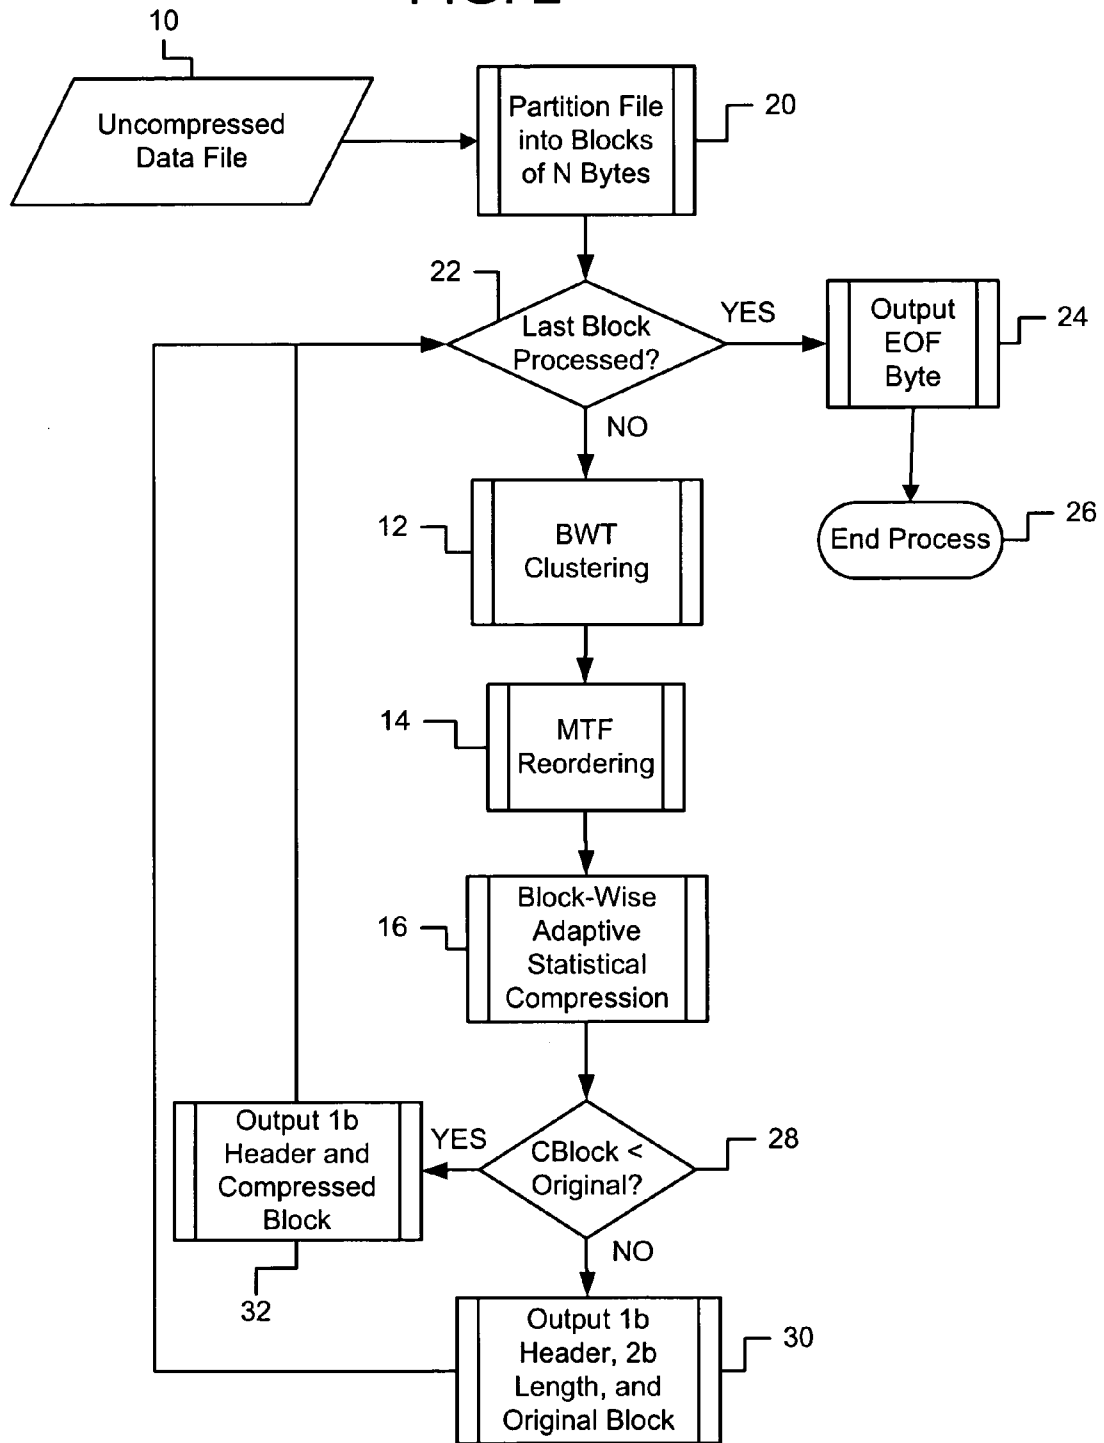 10
Uncompressed
Data File
Partition File
into Blocks
of N Bytes
20
22
Last Block
Processed?
YES
Output
EOF
Byte
24
NO
End Process
26
12
BWT
Clustering
14
MTF
Reordering
16
Block-Wise
Adaptive
Statistical
Compression
Output 1b
Header and
Compressed
Block
YES
CBlock <
Original?
28
32
NO
Output 1b
Header, 2b
Length, and
Original Block
30